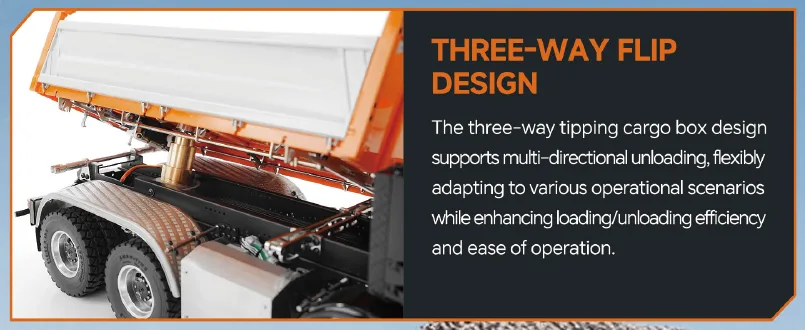 THREE-WAY FLIP
DESIGN
The three-way tipping cargo box design
supports multi-directional unloading, flexibly
adapting to various operational scenarios
while enhancing loading/unloading efficiency
and ease of operation.